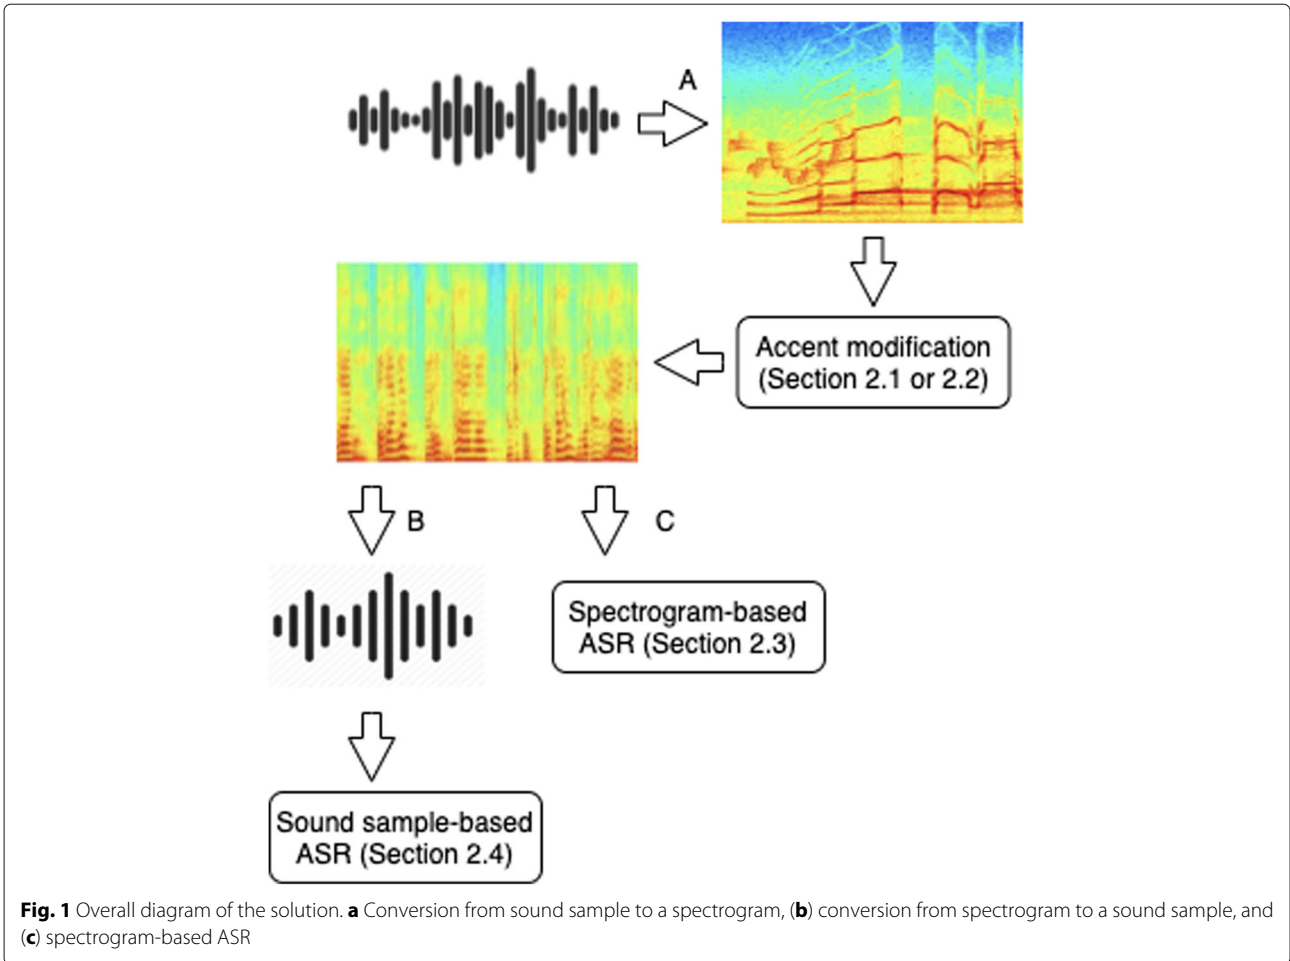 A
Accent modification
(Section 2.1 or 2.2)
B
C
Spectrogram-based
ASR (Section 2.3)
Sound sample-based
ASR (Section 2.4)
Fig. 1 Overall diagram of the solution. a Conversion from sound sample to a spectrogram, (b) conversion from spectrogram to a sound sample, and
(c) spectrogram-based ASR